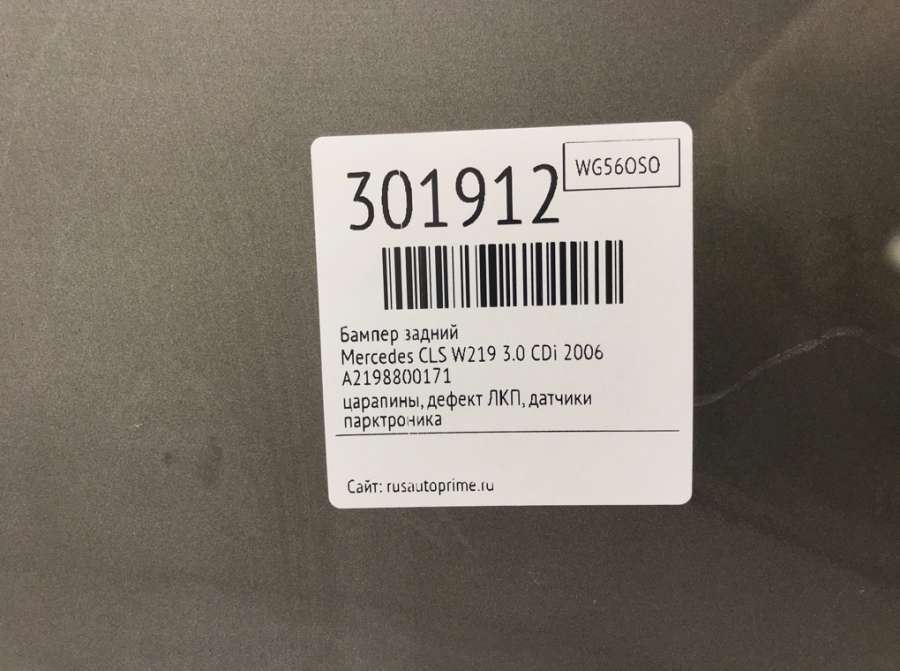 301912
WG560S0
Бампер задний
Mercedes CLS W219 3.0 CDi 2006
A2198800171
царапины, дефект ЛКП, датчики
парктроника
Сайт: rusautoprime.ru